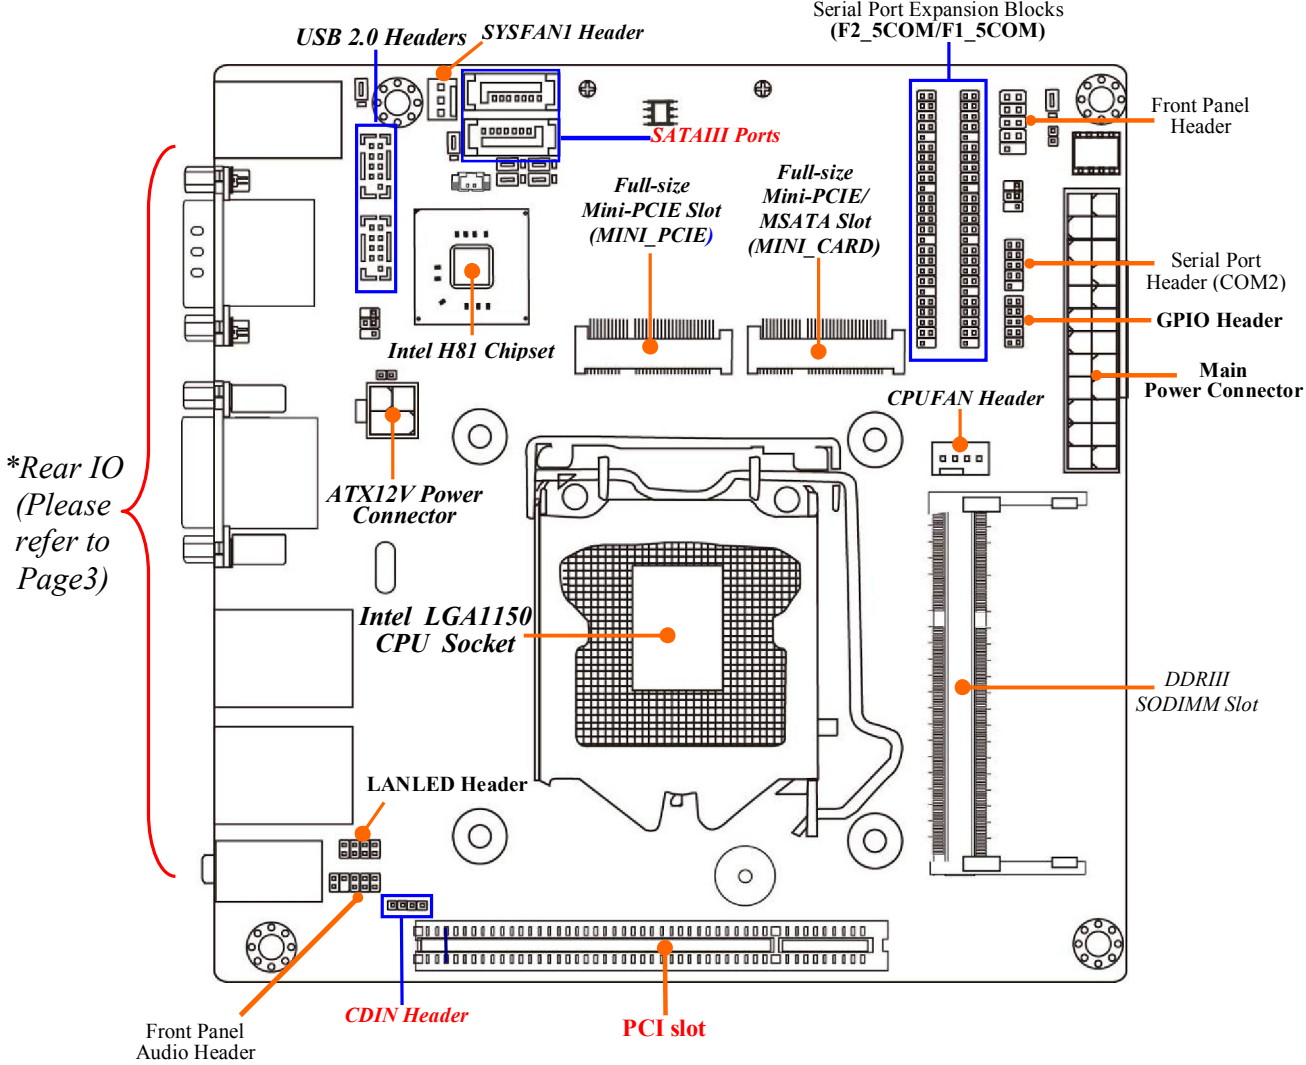 Serial Port Expansion Blocks
(F2_5COM/F1_5COM)
USB 2.0 Headers
SYSFAN1 Header
SATAIII Ports
Front Panel
Header
Full-size
Mini-PCIE Slot
(MINI_PCIE)
Full-size
Mini-PCIE/
MSATA Slot
(MINI_CARD)
Serial Port
Header (COM2)
GPIO Header
Intel H81 Chipset
Main
Power Connector
CPUFAN Header
*Rear IO
(Please
refer to
Page3)
ATX12V Power
Connector
Intel LGA1150
CPU Socket
DDRIII
SODIMM Slot
LANLED Header
CDIN Header
PCI slot
Front Panel
Audio Header